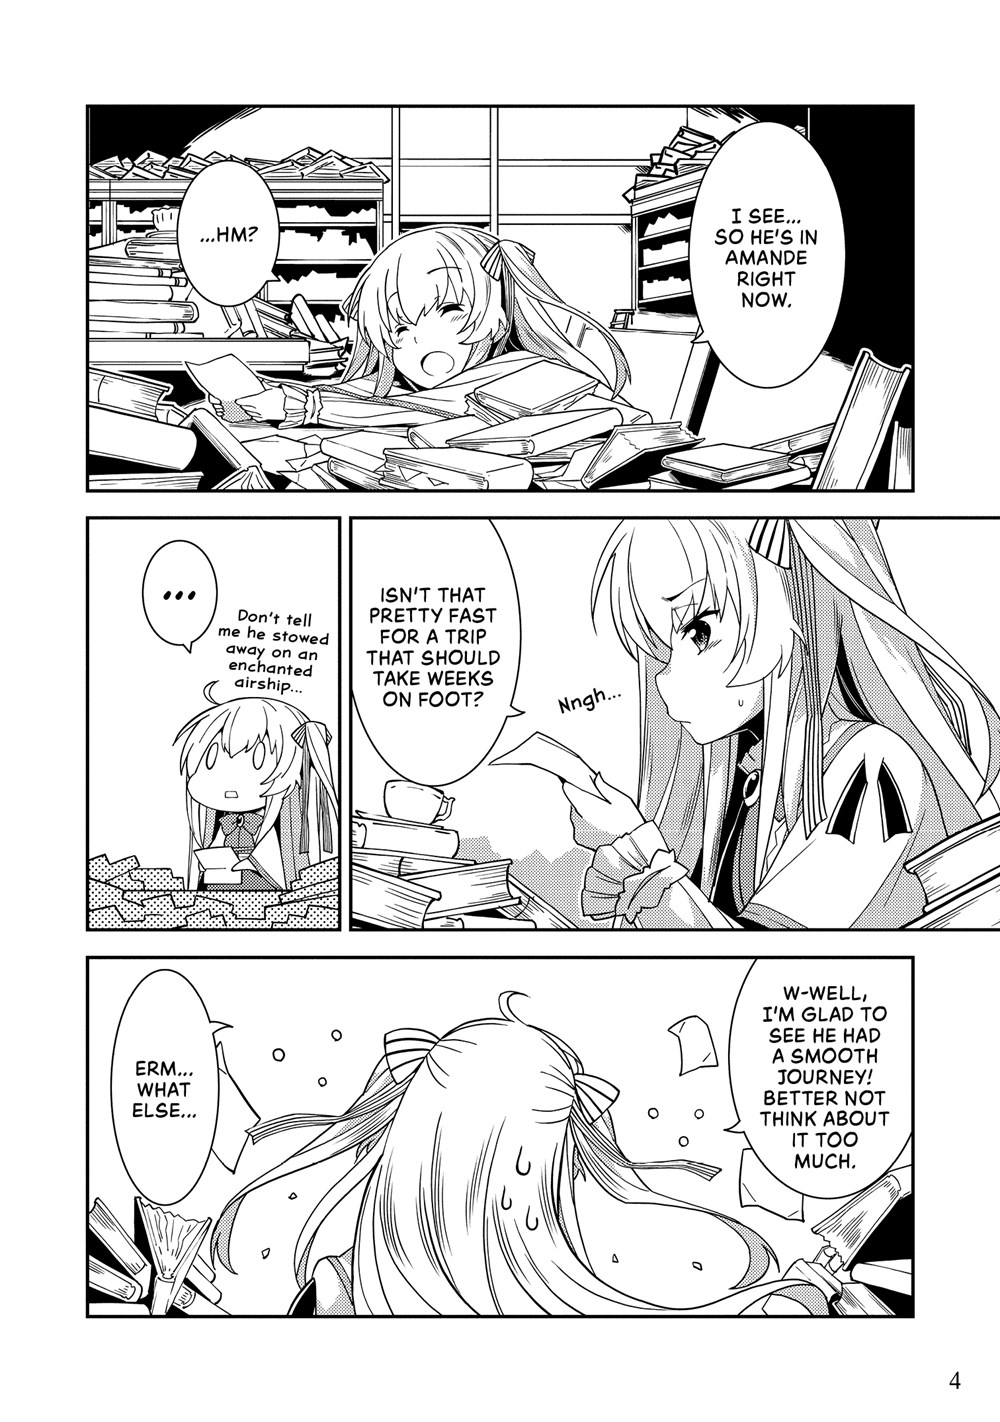 I SEE...
SO HE'S IN
AMANDE
RIGHT
NOW.
...HM?
ISN'T THAT
PRETTY FAST
FOR A TRIP
THAT SHOULD
TAKE WEEKS
ON FOOT?
Nngh...
...
Don't tell
me he stowed
away on an
enchanted
airship...
W-WELL,
I'M GLAD TO
SEE HE HAD
A SMOOTH
JOURNEY!
BETTER NOT
THINK ABOUT
IT TOO
MUCH.
ERM...
WHAT
ELSE...
4